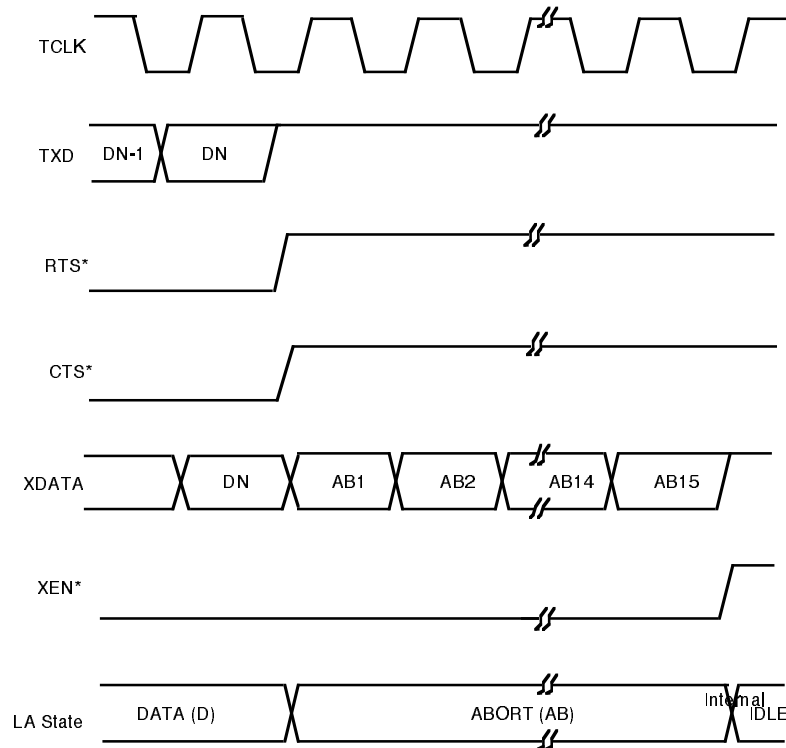 TCLK
TXD DN-1 DN
RTS*
CTS*
XDATA DN AB1 AB2 AB14 AB15
XEN*
Internal
LA State DATA (D) ABORT (AB) IDLE